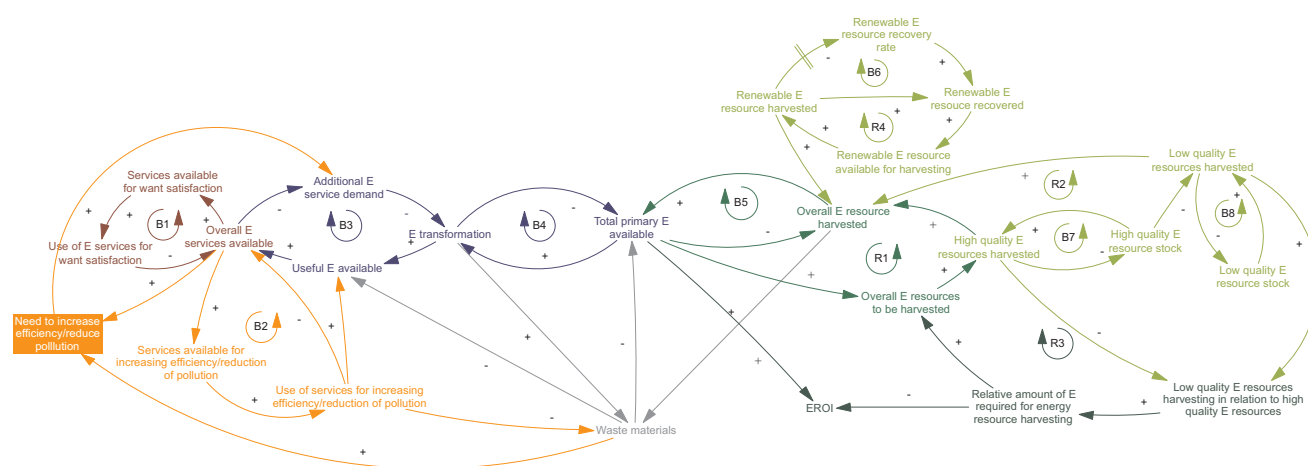 Renewable E
resource recovery
rate
B6
Renewable E
resource harvested
Renewable E
resouce recovered
R4
Renewable E resource
available for harvesting
Low quality E
resources harvested
Services available
for want satisfaction
Additional E
service demand
B1
Use of E services for
want satisfaction
Overall E
services available
B3
E transformation
B4
Total primary E
available
B5
Overall E resource
harvested
R2
High quality E
resources harvested
B7
High quality E
resource stock
B8
Low quality E
resource stock
Useful E available
R1
Overall E resources
to be harvested
Need to increase
efficiency/reduce
polllution
B2
Services available for
increasing efficiency/reduction
of pollution
R3
Use of services for increasing
efficiency/reduction of pollution
Waste materials
EROI
Relative amount of E
required for energy
resource harvesting
Low quality E resources
harvesting in relation to high
quality E resources